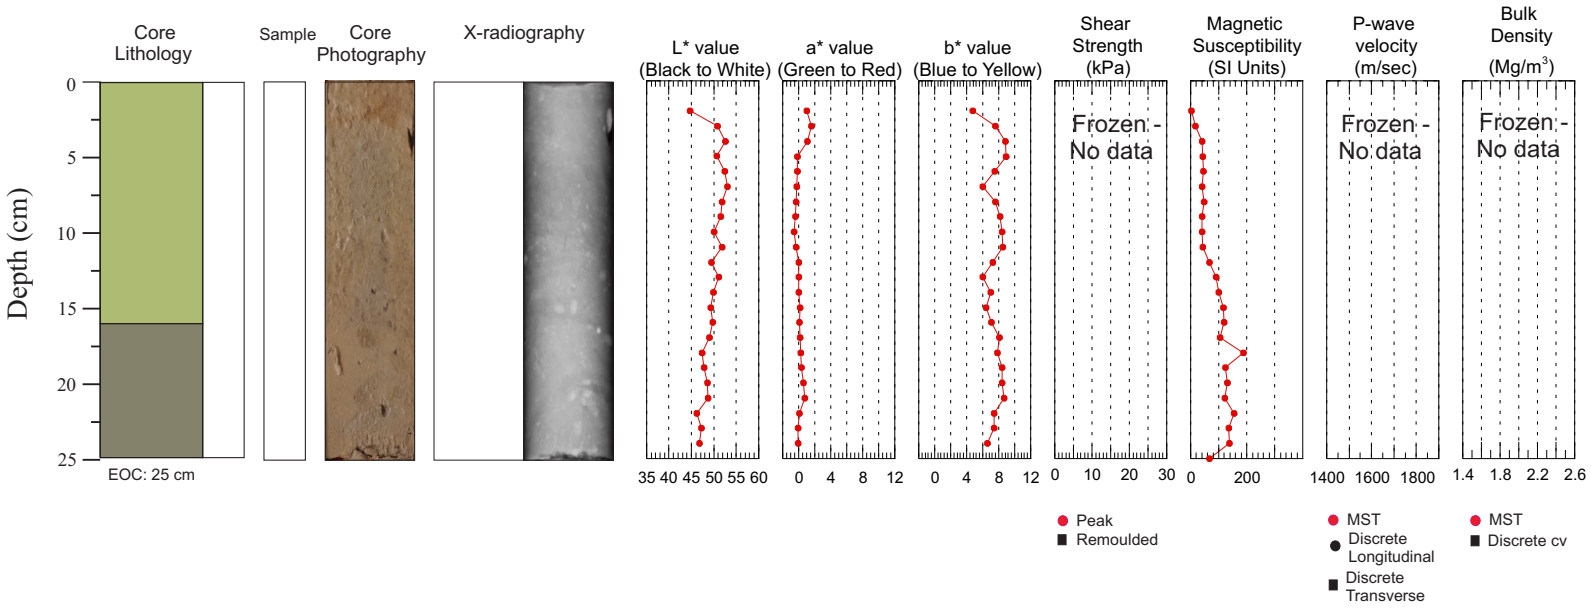 Core
Lithology
Sample
Core
Photography
X-radiography
L* value
(Black to White)
a* value
(Green to Red)
b* value
(Blue to Yellow)
Shear
Strength
(kPa)
Magnetic
Susceptibility
(SI Units)
P-wave
velocity
(m/sec)
Bulk
Density
(Mg/m³)
Depth (cm)
0
5
10
15
20
25
EOC: 25 cm
Frozen -
No data
Frozen -
No data
Frozen -
No data
35 40 45 50 55 60
0 4 8 12
0 4 8 12
0 10 20 30
0 200
1400 1600 1800
1.4 1.8 2.2 2.6
Peak
Remoulded
MST
Discrete
Longitudinal
Discrete
Transverse
MST
Discrete cv